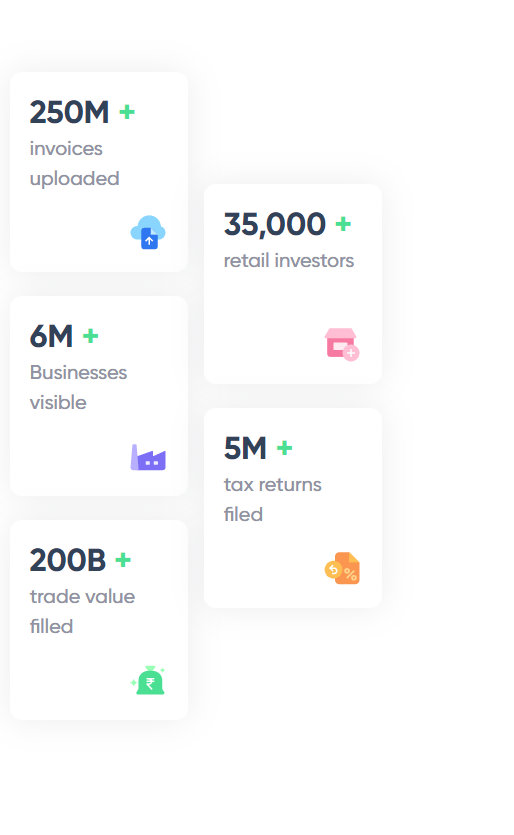 250M +
invoices
uploaded
6M +
Businesses
visible
200B +
trade value
filled
₹
35,000 +
retail investors
5M +
tax returns
filed
%